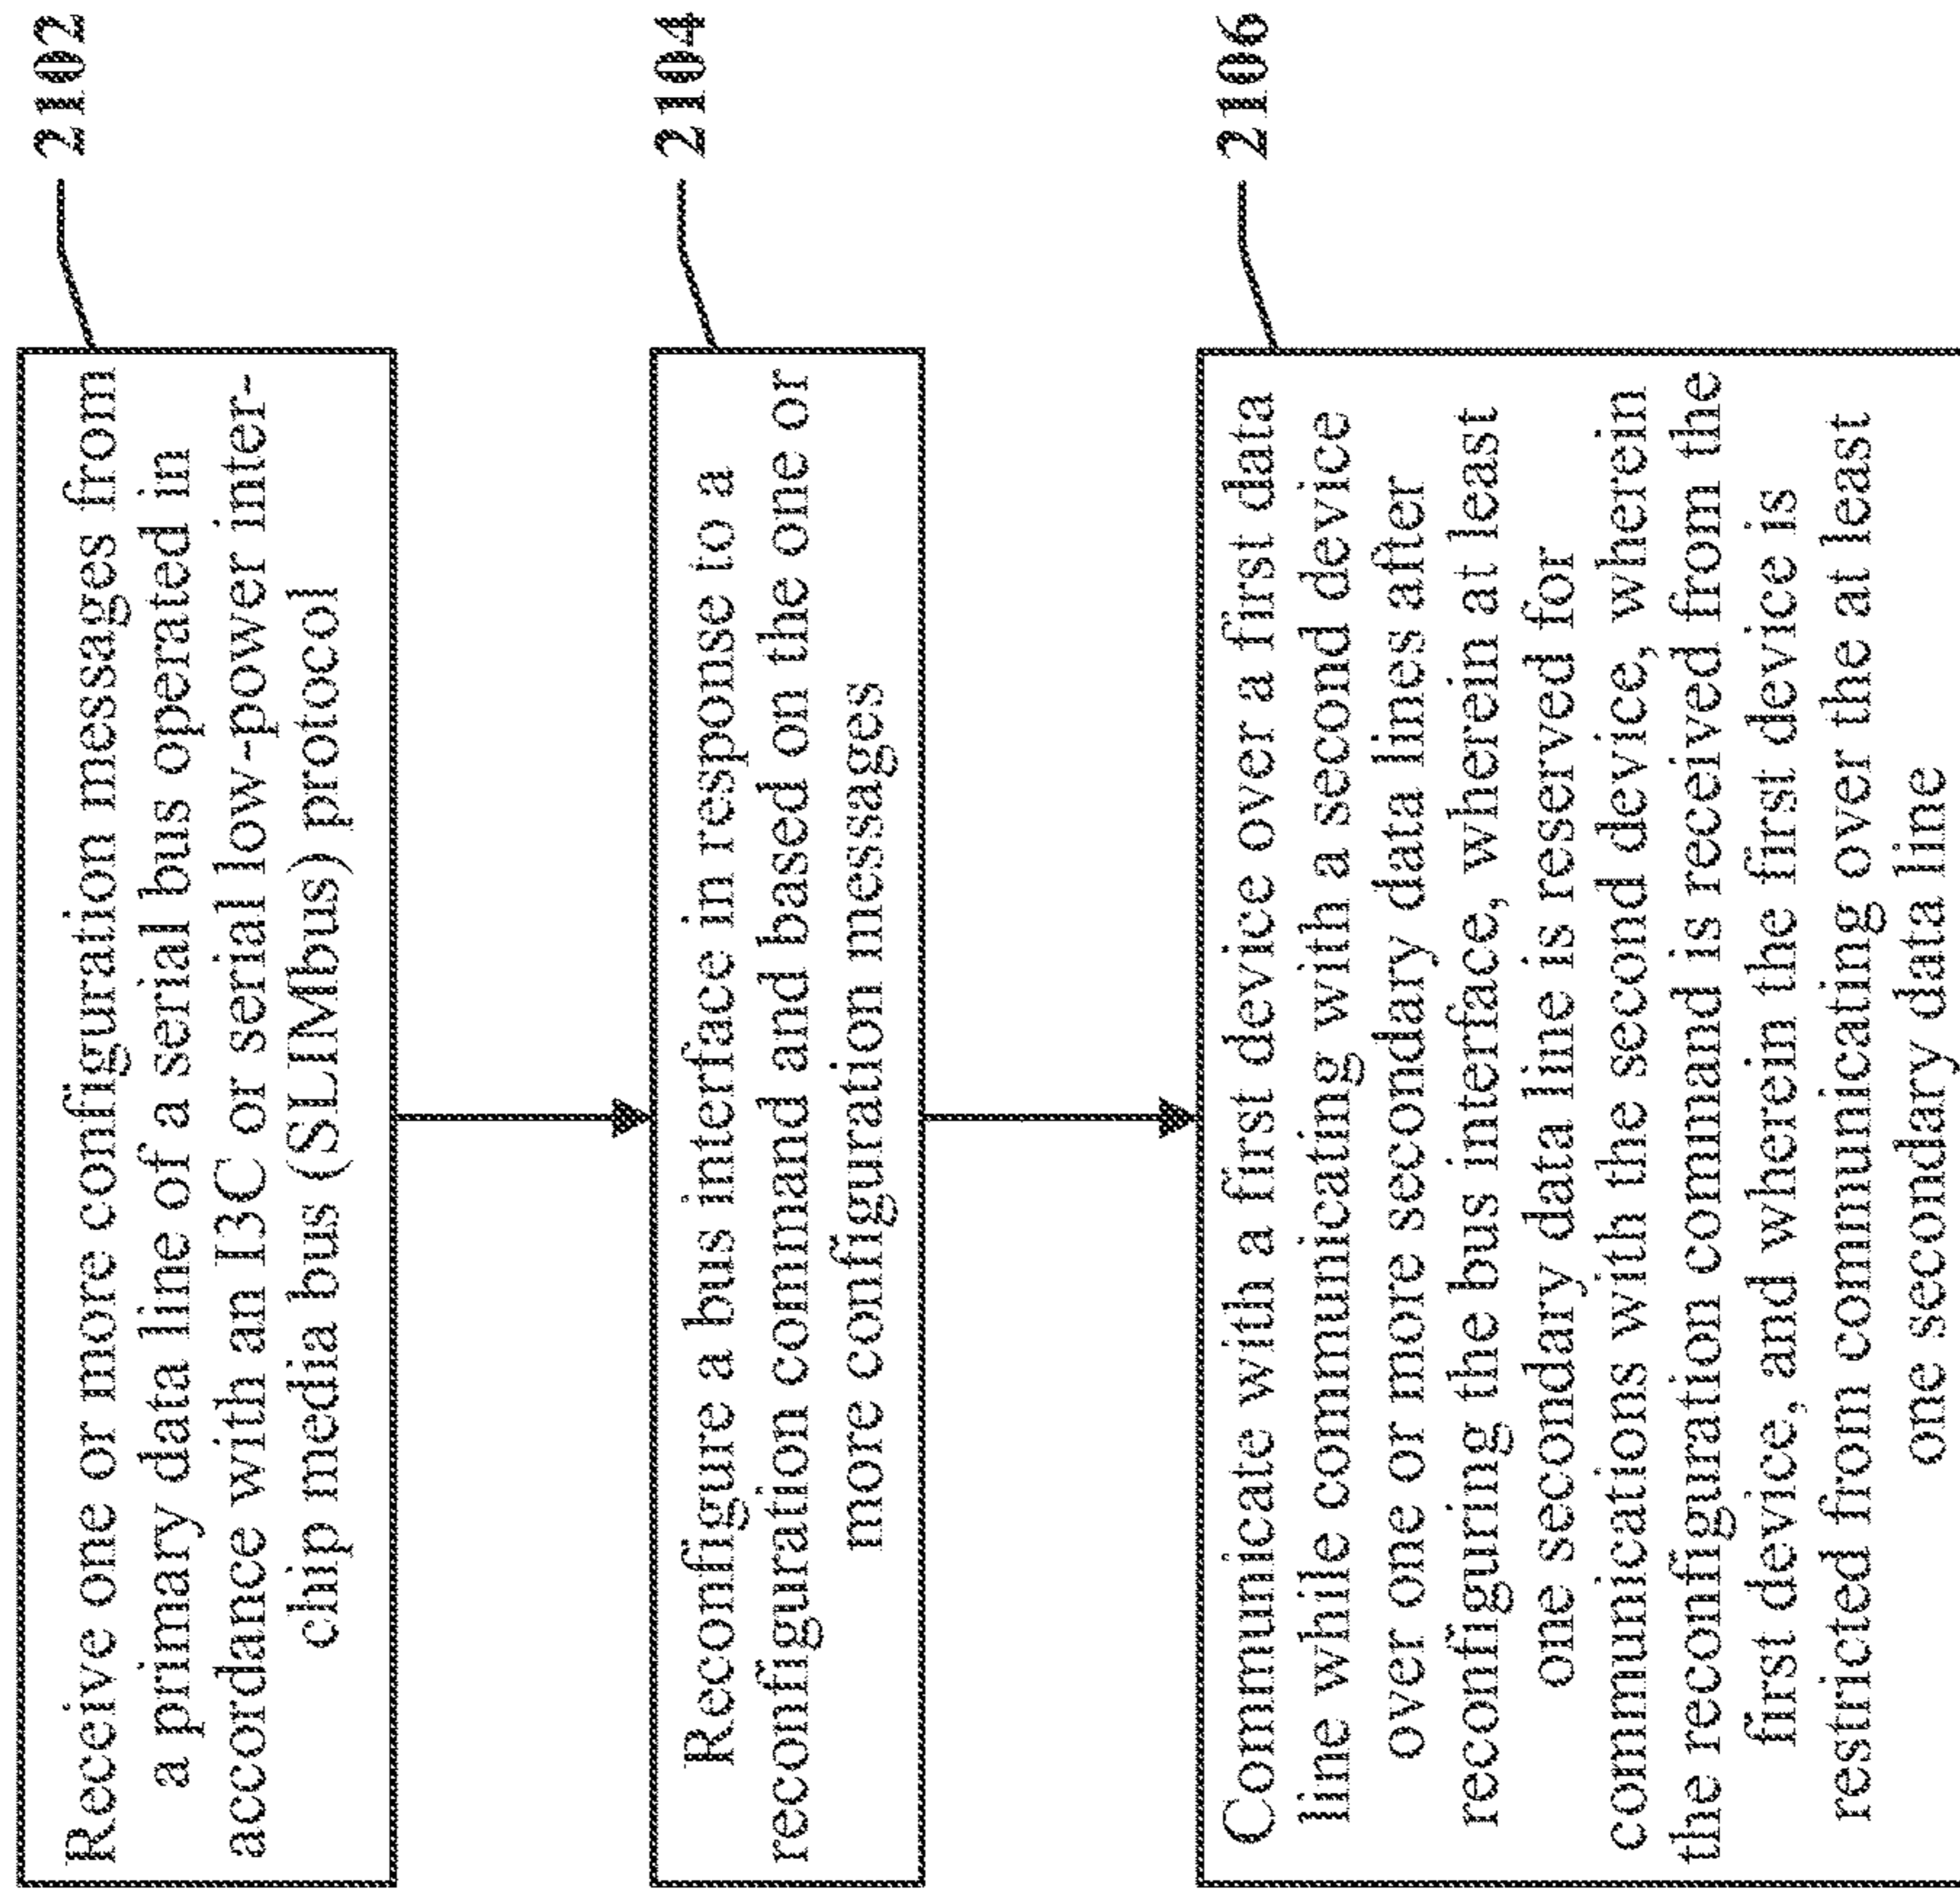 2102
Receive one or more configuration messages from
a primary data line of a serial bus operated in
accordance with an I3C or serial low-power inter-
chip media bus (SLIMbus) protocol
2104
Reconfigure a bus interface in response to a
reconfiguration command and based on the one or
more configuration messages
2106
Communicate with a first device over a first data
line while communicating with a second device
over one or more secondary data lines after
reconfiguring the bus interface, wherein at least
one secondary data line is reserved for
communications with the second device, wherein
the reconfiguration command is received from the
first device, and wherein the first device is
restricted from communicating over the at least
one secondary data line